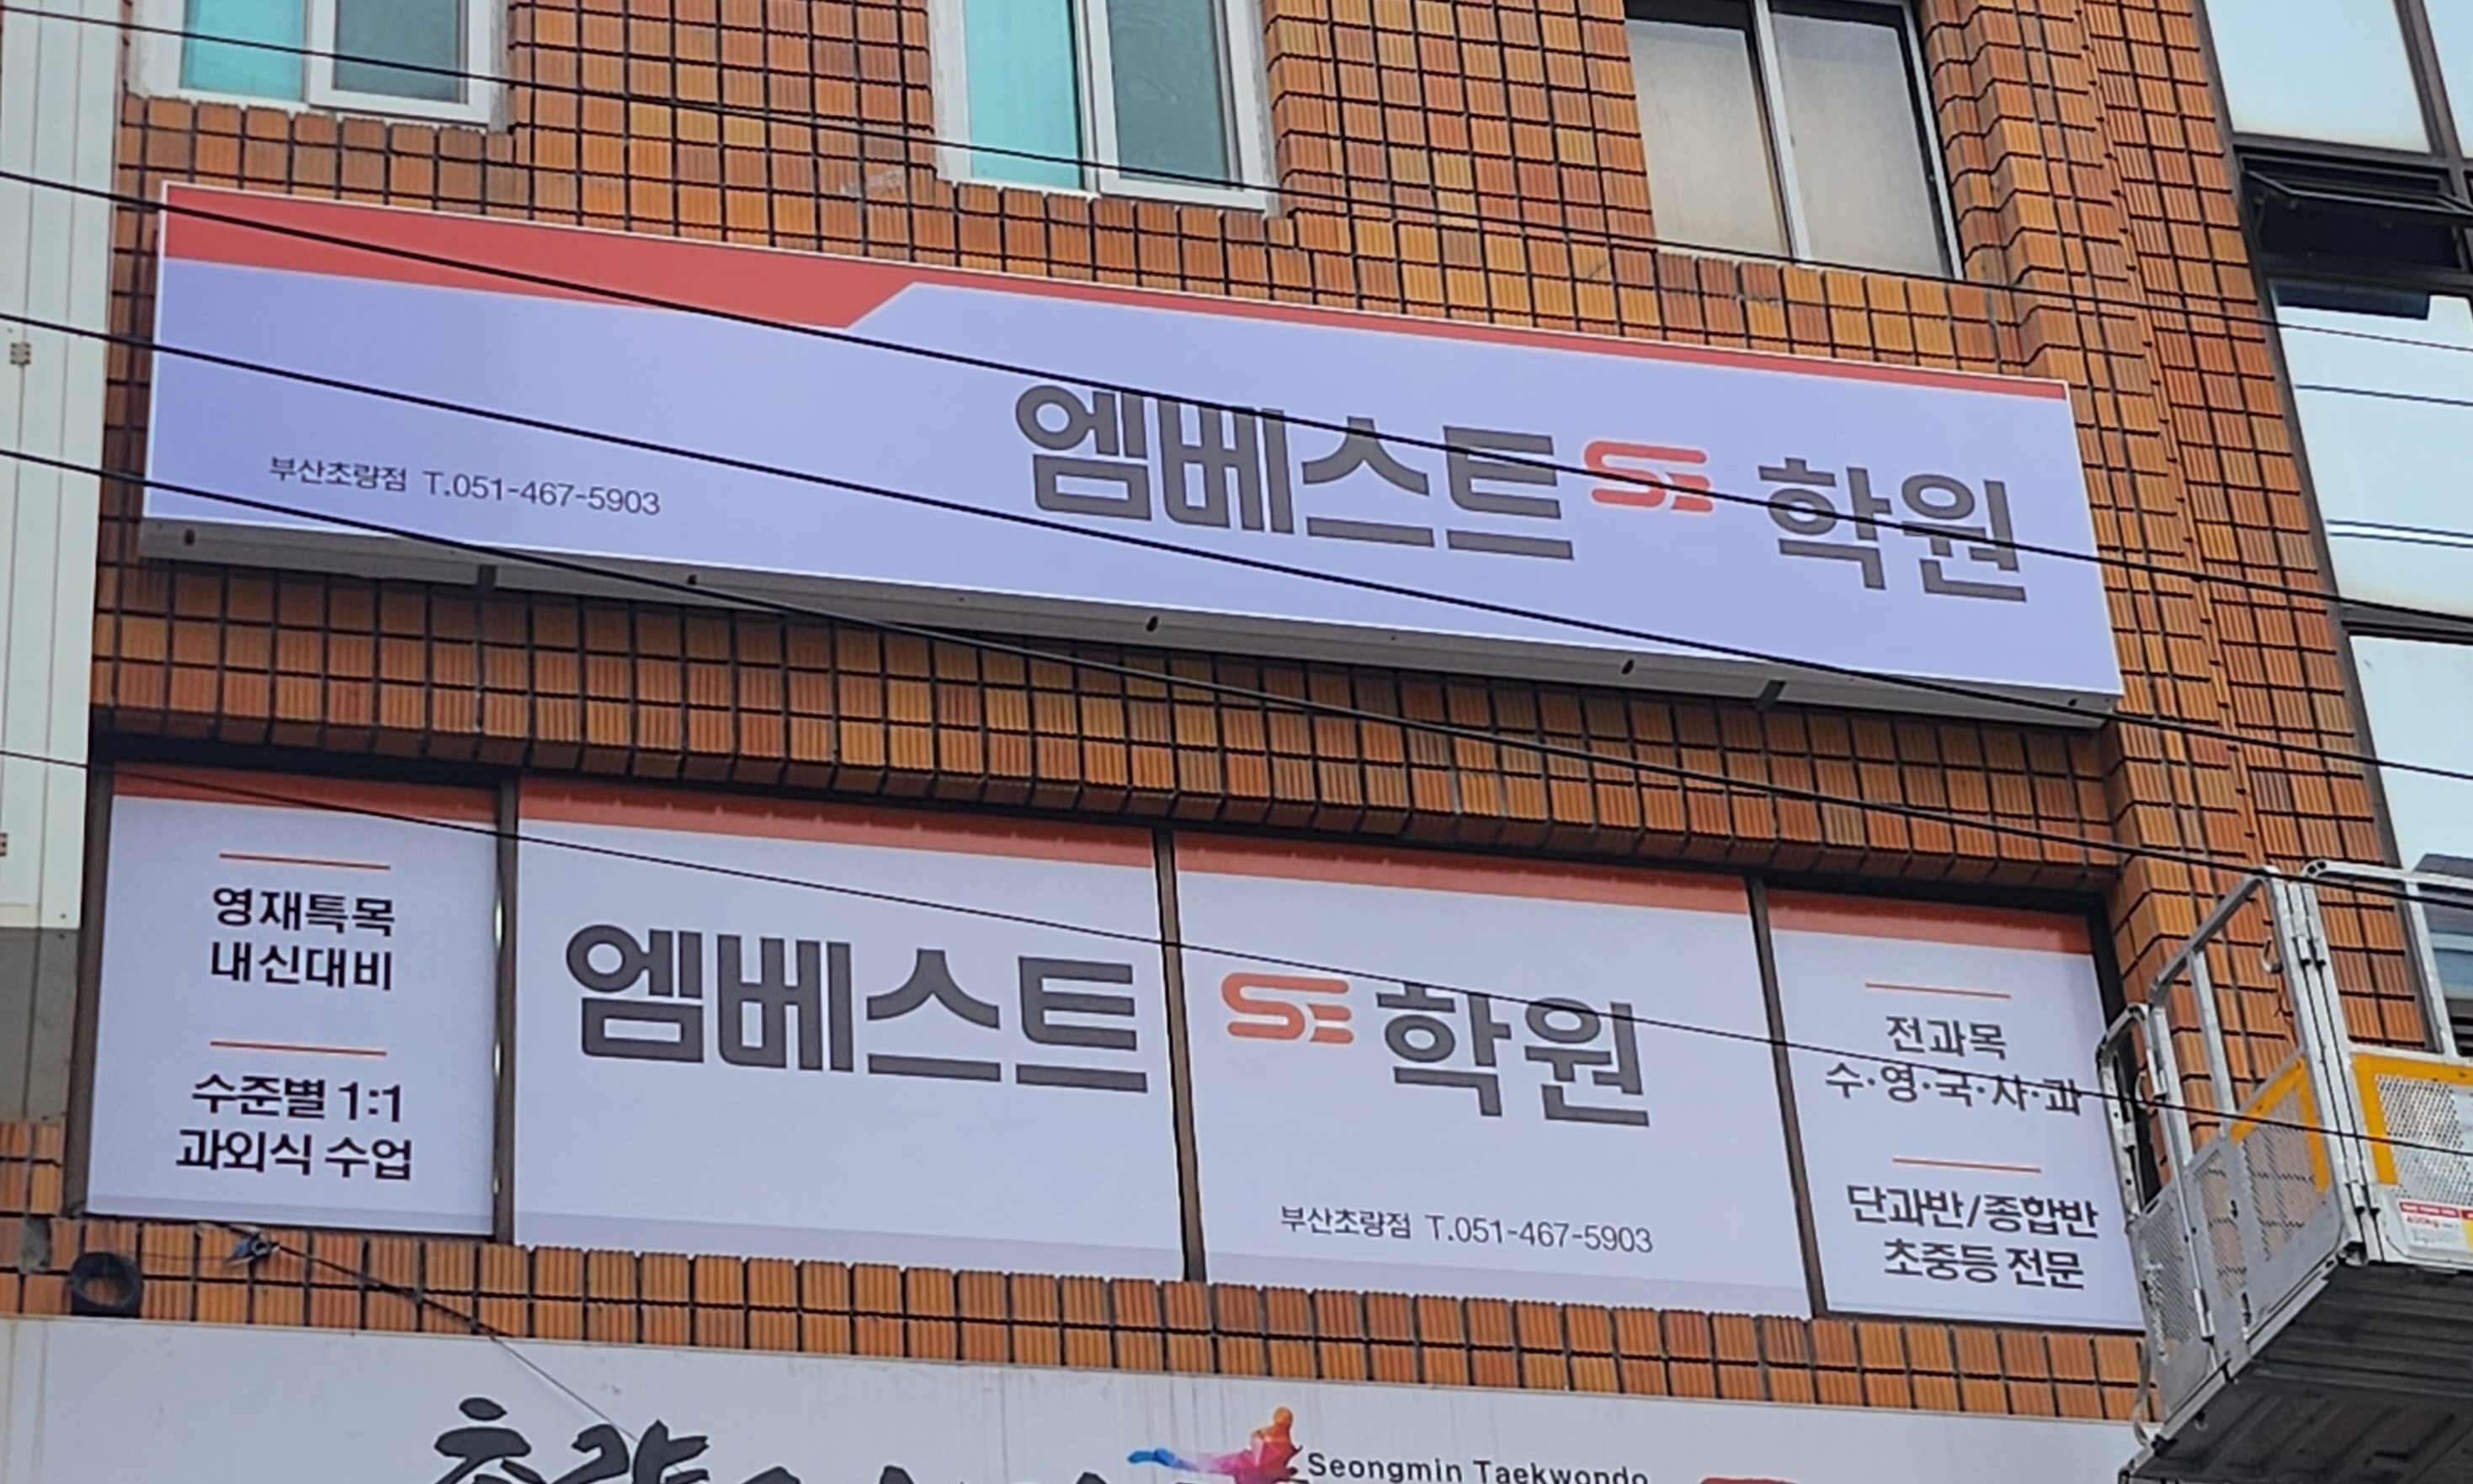 엠베스트 SE 학원
부산초량점 T.051-467-5903
영재특목
내신대비
수준별 1:1
과외식 수업
엠베스트 SE 학원
부산초량점 T.051-467-5903
전과목
수·영·국·사·과
단과반/종합반
초중등 전문
초량
Seongmin Taekwondo